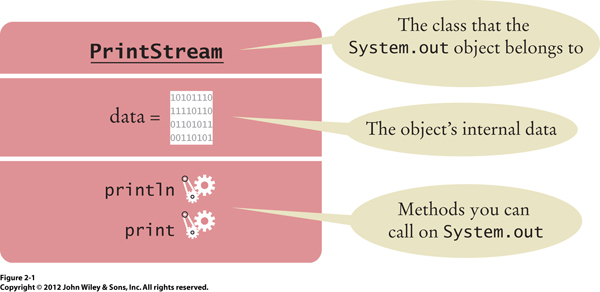 PrintStream
The class that the
System.out object belongs to
data =
10101110
11110110
01101011
00110101
The object's internal data
println
print
Methods you can
call on System.out
Figure 2-1
Copyright © 2012 John Wiley & Sons, Inc. All rights reserved.